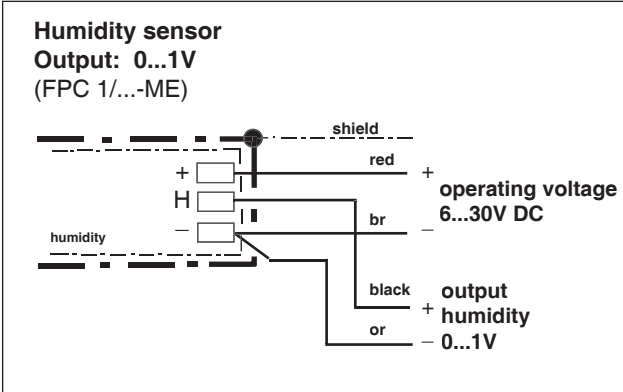 Humidity sensor
Output: 0...1V
(FPC 1/...-ME)
shield
red
+ +
operating voltage
6...30V DC
H
br
− −
humidity
black
+ output
humidity
or
− 0...1V